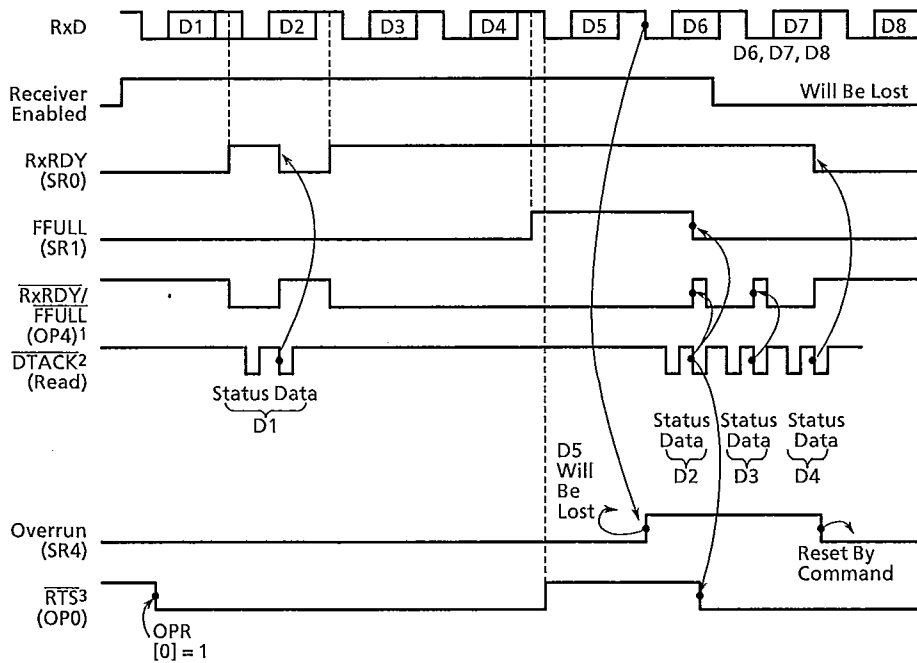 RxD D1 D2 D3 D4 D5 D6 D7 D8
D6, D7, D8
Receiver
Enabled
Will Be Lost
RxRDY
(SR0)
FFULL
(SR1)
RxRDY/
FFULL
(OP4)1
DTACK2
(Read)
Status Data
D1
Status
Data
D2
Status
Data
D3
Status
Data
D4
D5
Will
Be
Lost
Overrun
(SR4)
Reset By
Command
RTS3
(OP0)
OPR
[0] = 1